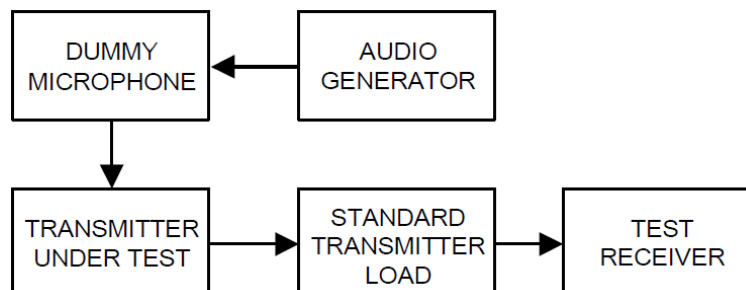 DUMMY
MICROPHONE
AUDIO
GENERATOR
TRANSMITTER
UNDER TEST
STANDARD
TRANSMITTER
LOAD
TEST
RECEIVER